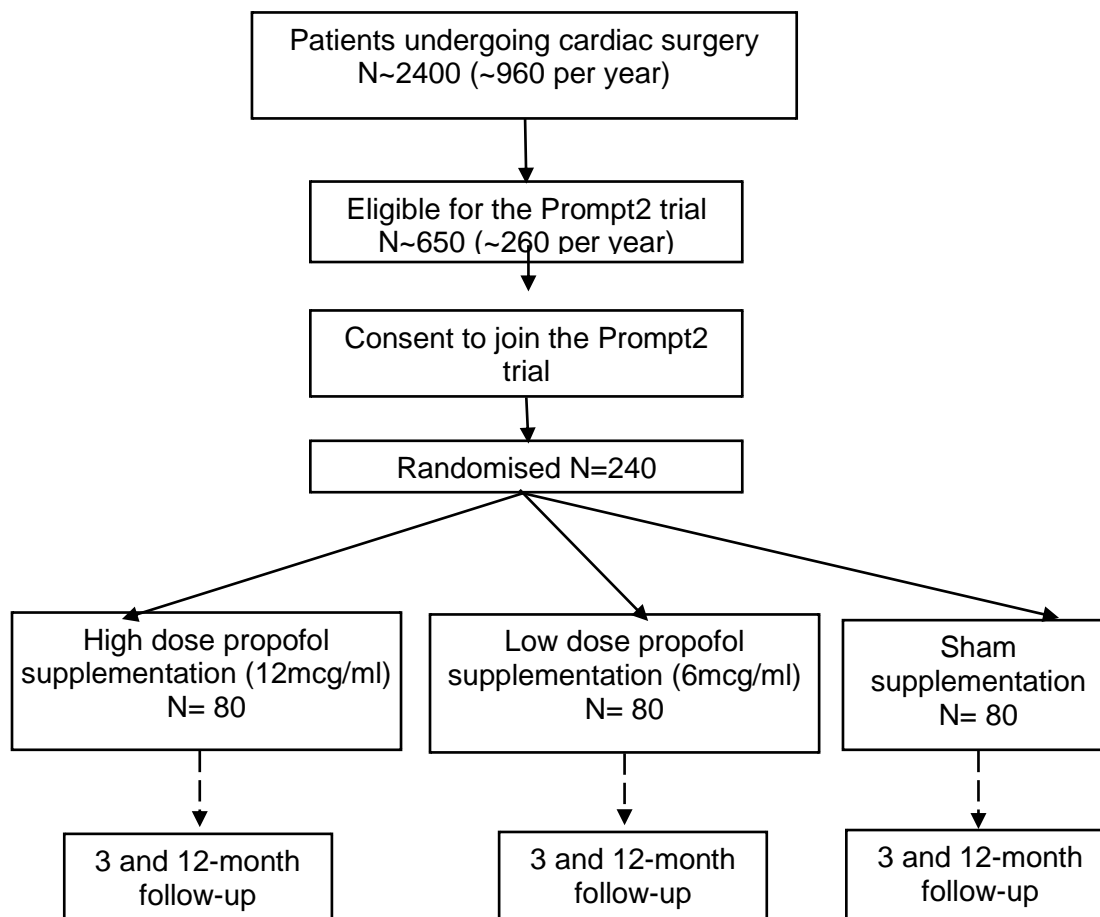 Patients undergoing cardiac surgery
N~2400 (~960 per year)
Eligible for the Prompt2 trial
N~650 (~260 per year)
Consent to join the Prompt2
trial
Randomised N=240
High dose propofol
supplementation (12mcg/ml)
N= 80
Low dose propofol
supplementation (6mcg/ml)
N= 80
Sham
supplementation
N= 80
3 and 12-month
follow-up
3 and 12-month
follow-up
3 and 12-month
follow-up